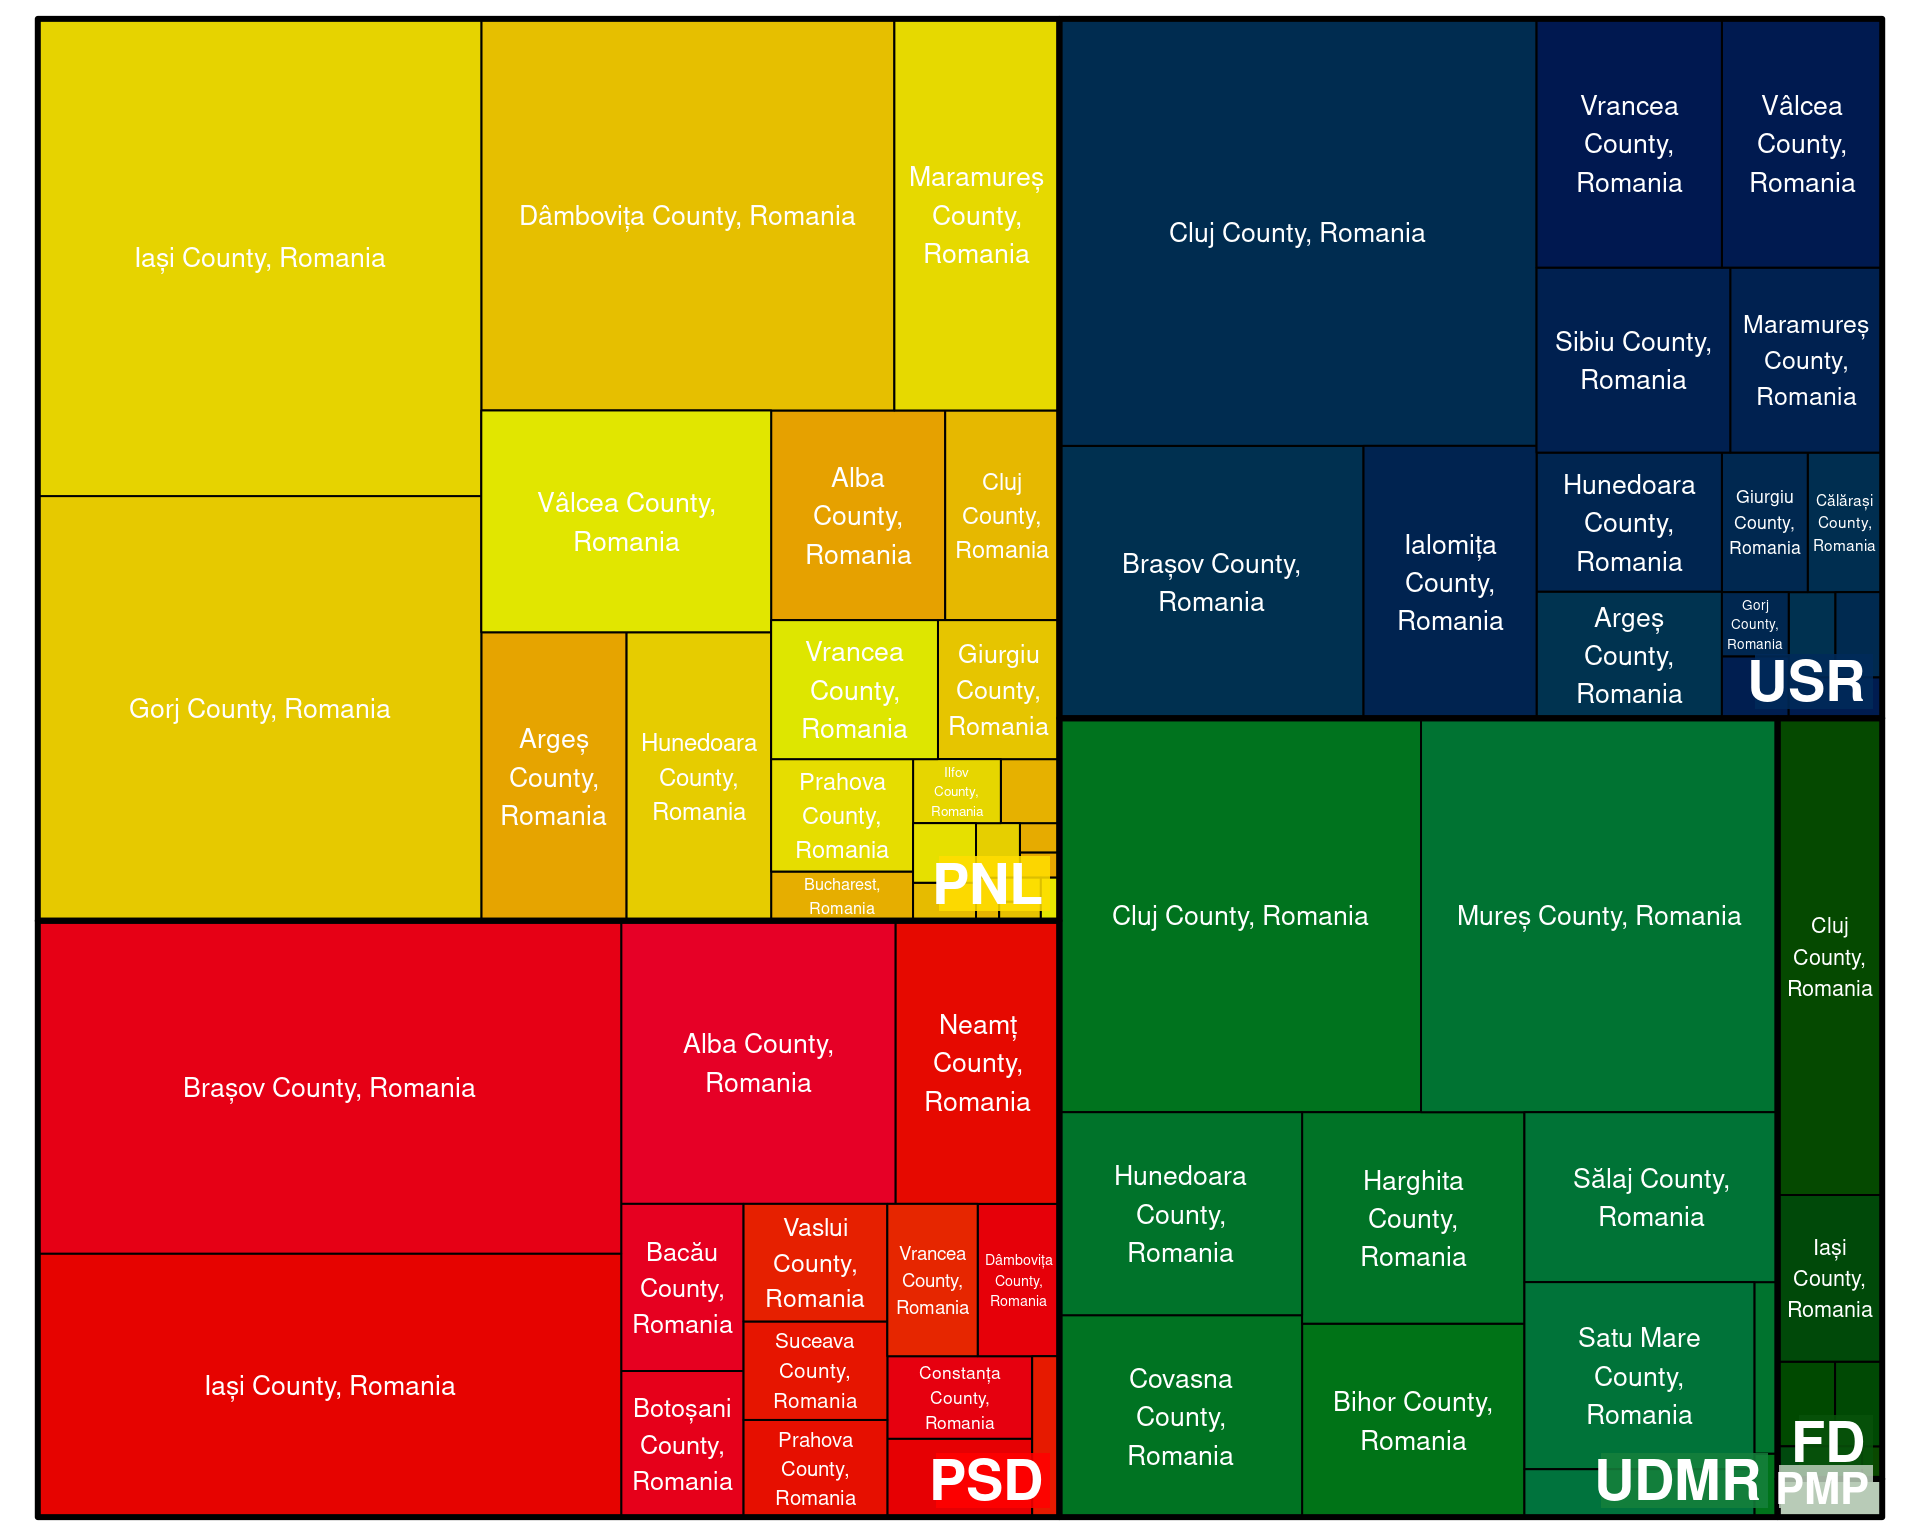 Iași County, Romania
Dâmbovița County, Romania
Maramureș
County,
Romania
Gorj County, Romania
Vâlcea County,
Romania
Alba
County,
Romania
Cluj
County,
Romania
Argeș
County,
Romania
Hunedoara
County,
Romania
Vrancea
County,
Romania
Giurgiu
County,
Romania
Prahova
County,
Romania
Ilfov
County,
Romania
Bucharest,
Romania
PNL
Cluj County, Romania
Vrancea
County,
Romania
Vâlcea
County,
Romania
Sibiu County,
Romania
Maramureș
County,
Romania
Brașov County,
Romania
Ialomița
County,
Romania
Hunedoara
County,
Romania
Giurgiu
County,
Romania
Călărași
County,
Romania
Argeș
County,
Romania
Gorj
County,
Romania
USR
Brașov County, Romania
Iași County, Romania
Alba County,
Romania
Neamț
County,
Romania
Bacău
County,
Romania
Botoșani
County,
Romania
Vaslui
County,
Romania
Suceava
County,
Romania
Prahova
County,
Romania
Vrancea
County,
Romania
Dâmbovița
County,
Romania
Constanța
County,
Romania
PSD
Cluj County, Romania
Mureș County, Romania
Hunedoara
County,
Romania
Harghita
County,
Romania
Sălaj County,
Romania
Covasna
County,
Romania
Bihor County,
Romania
Satu Mare
County,
Romania
UDMR
Cluj
County,
Romania
Iași
County,
Romania
FD
PMP